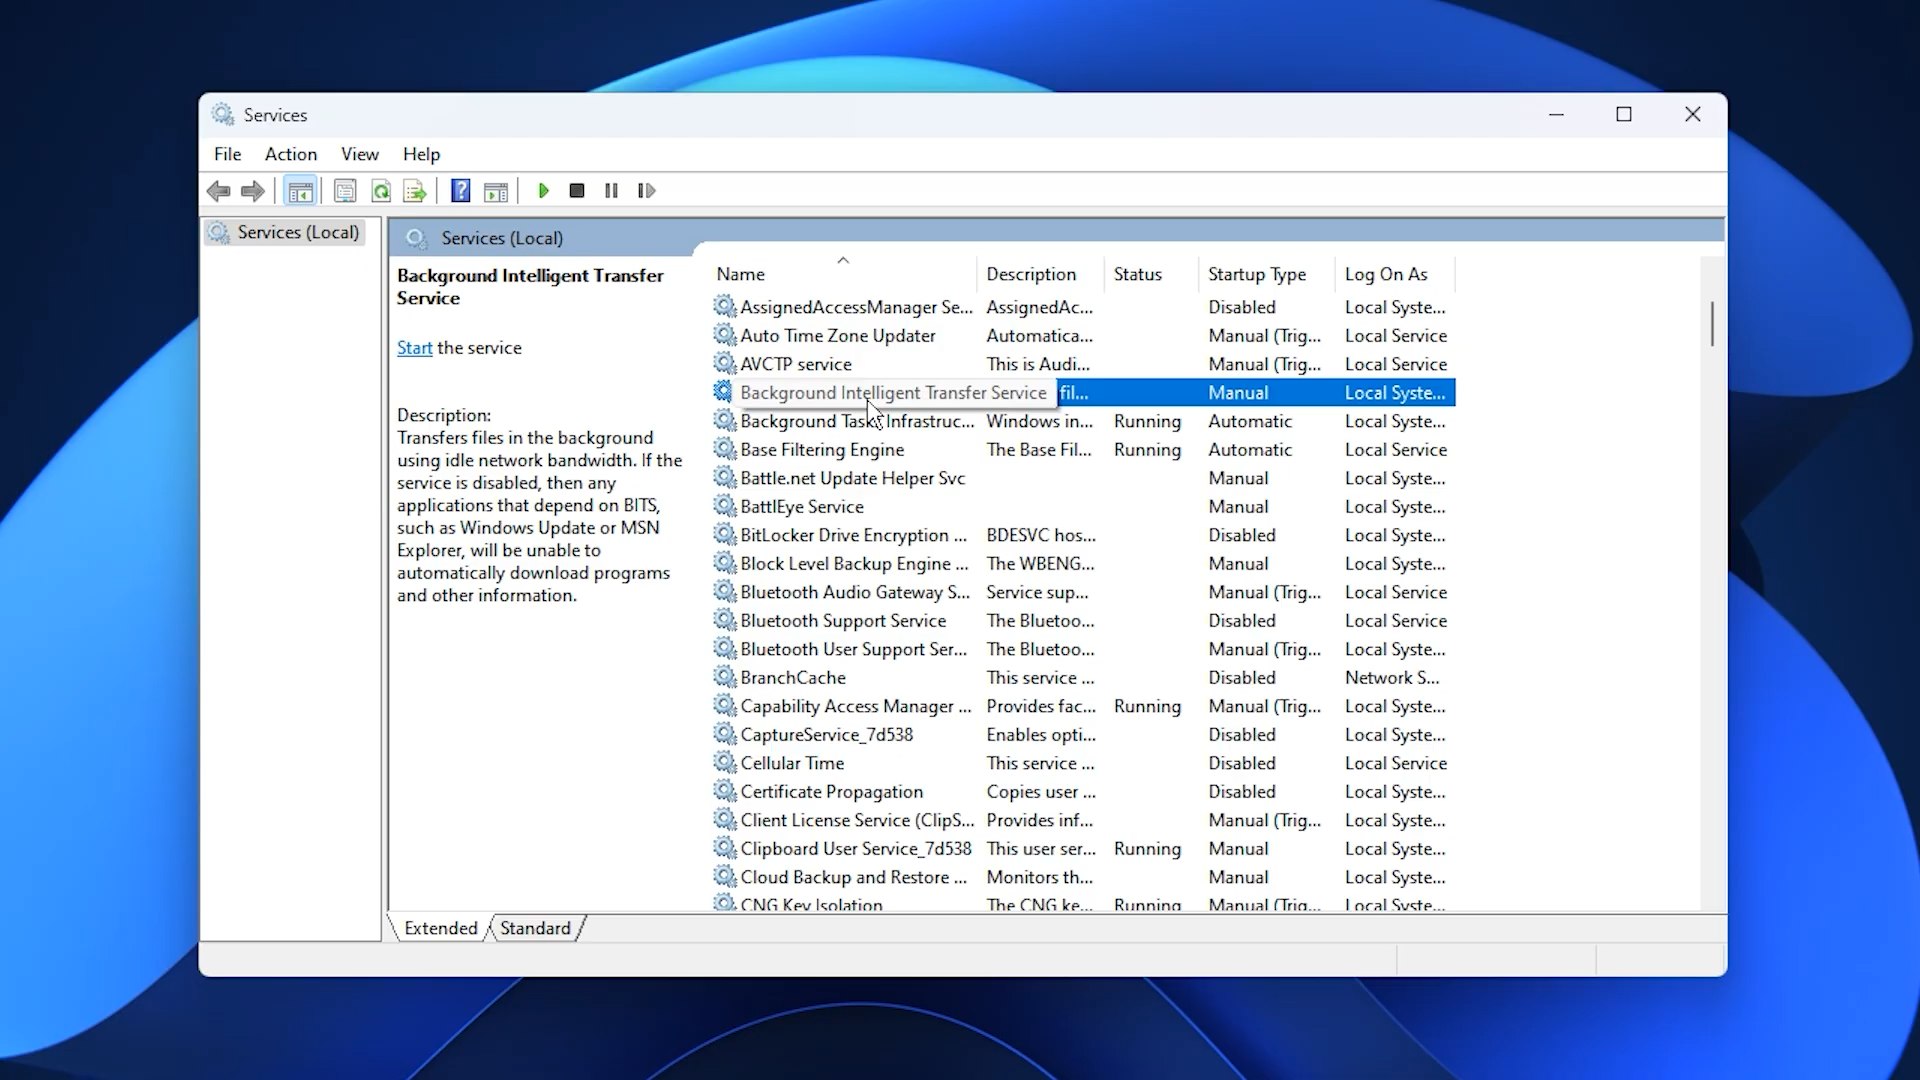 Services
File Action View Help
Services (Local)
Services (Local)
Background Intelligent Transfer
Service
Start the service
Description:
Transfers files in the background
using idle network bandwidth. If the
service is disabled, then any
applications that depend on BITS,
such as Windows Update or MSN
Explorer, will be unable to
automatically download programs
and other information.
Name Description Status Startup Type Log On As
AssignedAccessManager Se... AssignedAc... Disabled Local Syste...
Auto Time Zone Updater Automatica... Manual (Trig... Local Service
AVCTP service This is Audi... Manual (Trig... Local Service
Background Intelligent Transfer Service fil... Manual Local Syste...
Background Task Infrastruc... Windows in... Running Automatic Local Syste...
Base Filtering Engine The Base Fil... Running Automatic Local Service
Battle.net Update Helper Svc Manual Local Syste...
BattlEye Service Manual Local Syste...
BitLocker Drive Encryption ... BDESVC hos... Disabled Local Syste...
Block Level Backup Engine ... The WBENG... Manual Local Syste...
Bluetooth Audio Gateway S... Service sup... Manual (Trig... Local Service
Bluetooth Support Service The Bluetoo... Disabled Local Service
Bluetooth User Support Ser... The Bluetoo... Manual (Trig... Local Syste...
BranchCache This service ... Disabled Network S...
Capability Access Manager ... Provides fac... Running Manual (Trig... Local Syste...
CaptureService_7d538 Enables opti... Disabled Local Syste...
Cellular Time This service ... Disabled Local Service
Certificate Propagation Copies user ... Disabled Local Syste...
Client License Service (ClipS... Provides inf... Manual (Trig... Local Syste...
Clipboard User Service_7d538 This user ser... Running Manual Local Syste...
Cloud Backup and Restore ... Monitors th... Manual Local Syste...
CNG Key Isolation The CNG ke... Running Manual (Trig... Local Syste...
Extended Standard